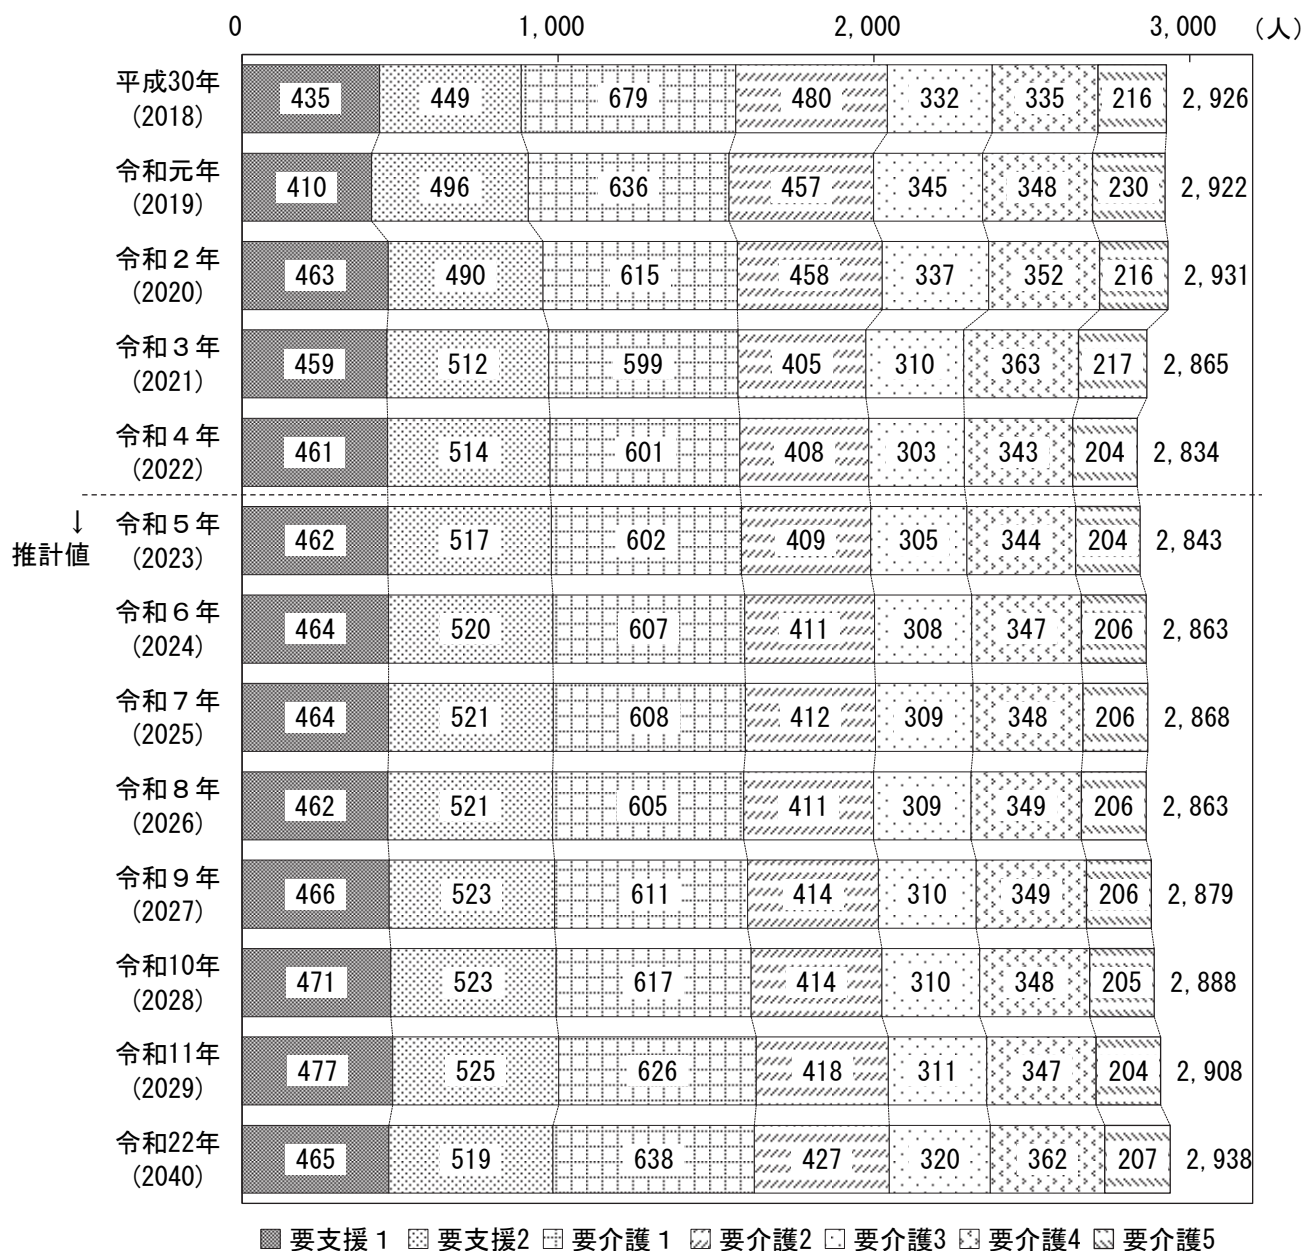 0 1,000 2,000 3,000 （人）
平成30年
(2018)
435 449 679 480 332 335 216 2,926
令和元年
(2019)
410 496 636 457 345 348 230 2,922
令和２年
(2020)
463 490 615 458 337 352 216 2,931
令和３年
(2021)
459 512 599 405 310 363 217 2,865
令和４年
(2022)
461 514 601 408 303 343 204 2,834
↓
推計値
令和５年
(2023)
462 517 602 409 305 344 204 2,843
令和６年
(2024)
464 520 607 411 308 347 206 2,863
令和７年
(2025)
464 521 608 412 309 348 206 2,868
令和８年
(2026)
462 521 605 411 309 349 206 2,863
令和９年
(2027)
466 523 611 414 310 349 206 2,879
令和10年
(2028)
471 523 617 414 310 348 205 2,888
令和11年
(2029)
477 525 626 418 311 347 204 2,908
令和22年
(2040)
465 519 638 427 320 362 207 2,938
要支援１ 要支援2 要介護１ 要介護2 要介護3 要介護4 要介護5